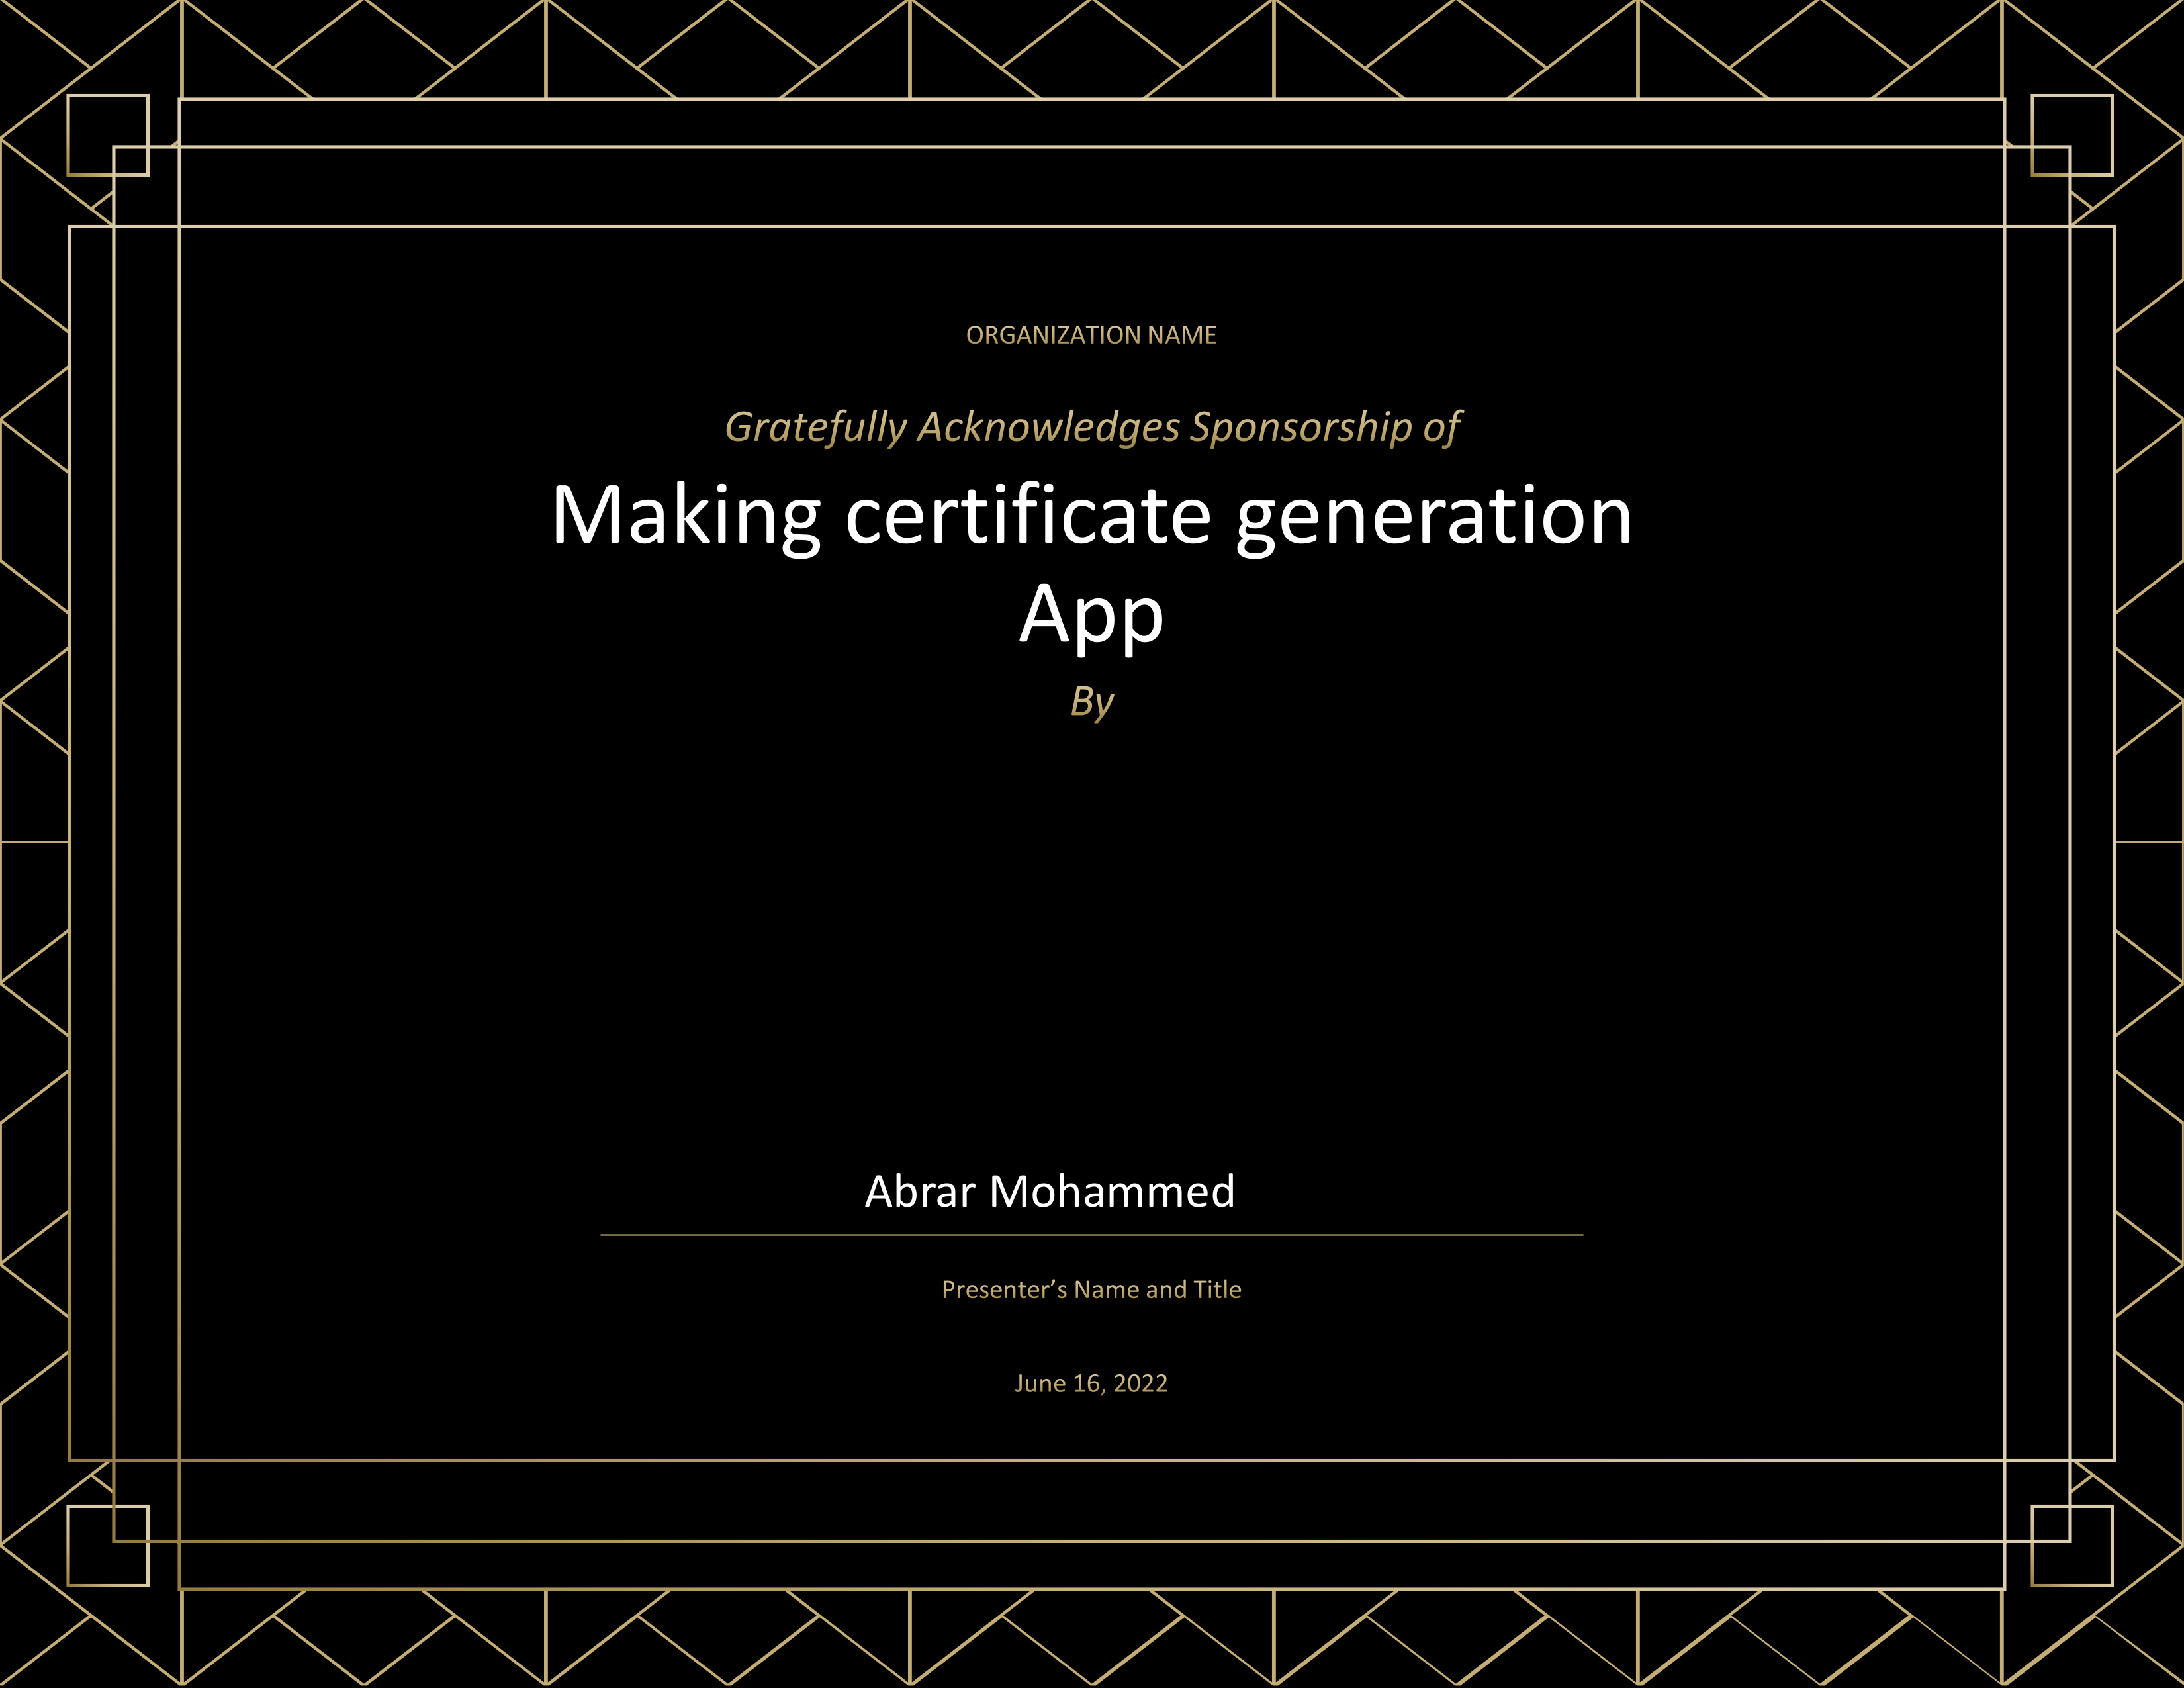 ORGANIZATION NAME
Gratefully Acknowledges Sponsorship of
Making certificate generation
App
By
Abrar Mohammed
Presenter’s Name and Title
June 16, 2022